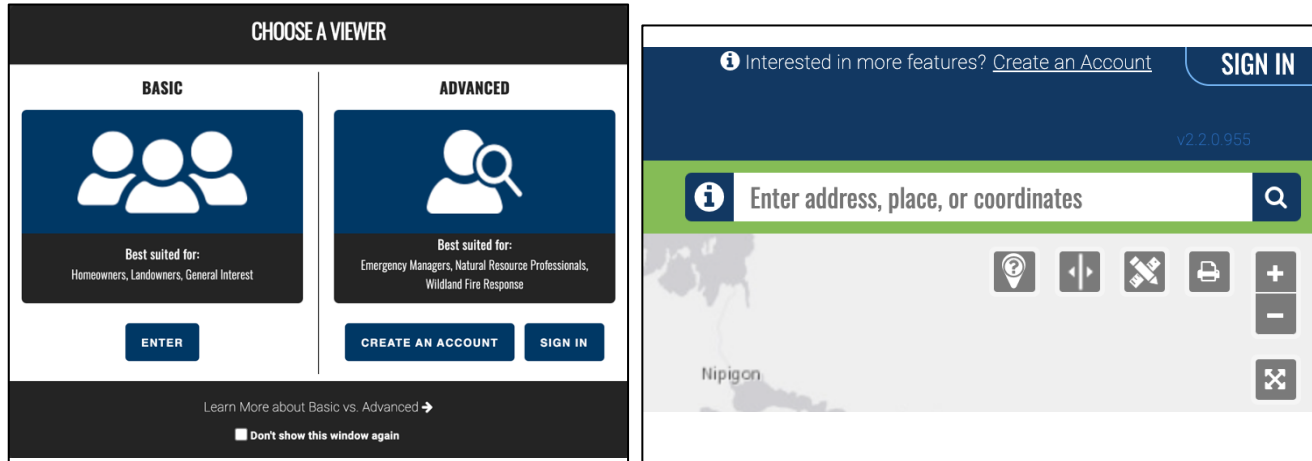 CHOOSE A VIEWER
BASIC
Best suited for:
Homeowners, Landowners, General Interest
ENTER
ADVANCED
Best suited for:
Emergency Managers, Natural Resource Professionals,
Wildland Fire Response
CREATE AN ACCOUNT
SIGN IN
Learn More about Basic vs. Advanced
Don't show this window again
Interested in more features? Create an Account
SIGN IN
v2.2.0.955
Enter address, place, or coordinates
Nipigon